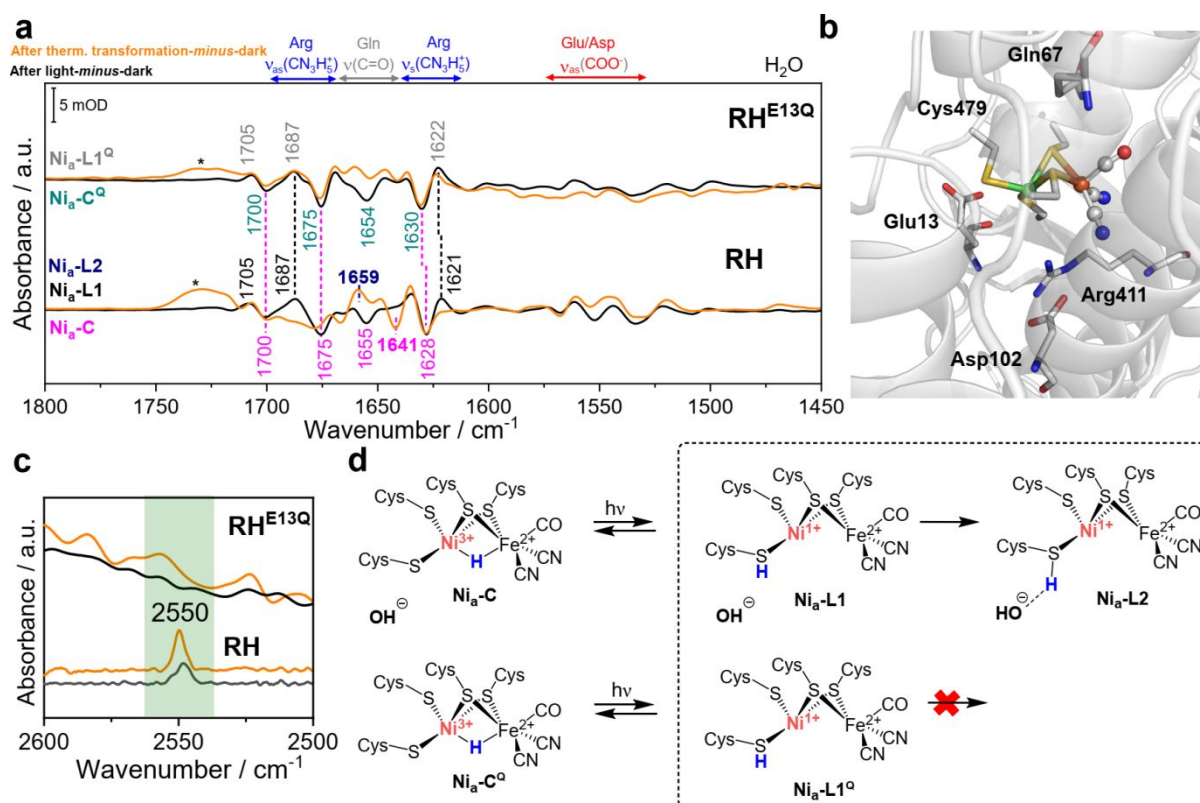 a
After therm. transformation-minus-dark
After light-minus-dark
Arg
νas(CN3H5+)
Gln
ν(C=O)
Arg
νs(CN3H5+)
Glu/Asp
νas(COO-)
H2O
5 mOD
RHE13Q
Nia-L1Q
Nia-CQ
*
1705
1687
1622
1700
1675
1654
1630
Nia-L2
Nia-L1
Nia-C
*
1705
1687
1659
1621
RH
1700
1675
1655
1641
1628
Absorbance / a.u.
1800 1750 1700 1650 1600 1550 1500 1450
Wavenumber / cm-1
b
Gln67
Cys479
Glu13
Arg411
Asp102
c
RHE13Q
2550
RH
Absorbance / a.u.
2600 2550 2500
Wavenumber / cm-1
d
Cys
Cys
Cys
S
S
S
CO
Ni3+
Fe2+
Cys
S
H
CN
CN
OH⊖
Nia-C
hν
Cys
Cys
Cys
S
S
S
CO
Ni1+
Fe2+
Cys
SH
CN
CN
OH⊖
Nia-L1
Cys
Cys
Cys
S
S
S
CO
Ni1+
Fe2+
Cys
S
H
CN
CN
HO⊖
Nia-L2
Cys
Cys
Cys
S
S
S
CO
Ni3+
Fe2+
Cys
S
H
CN
CN
Nia-CQ
hν
Cys
Cys
Cys
S
S
S
CO
Ni1+
Fe2+
Cys
SH
CN
CN
Nia-L1Q